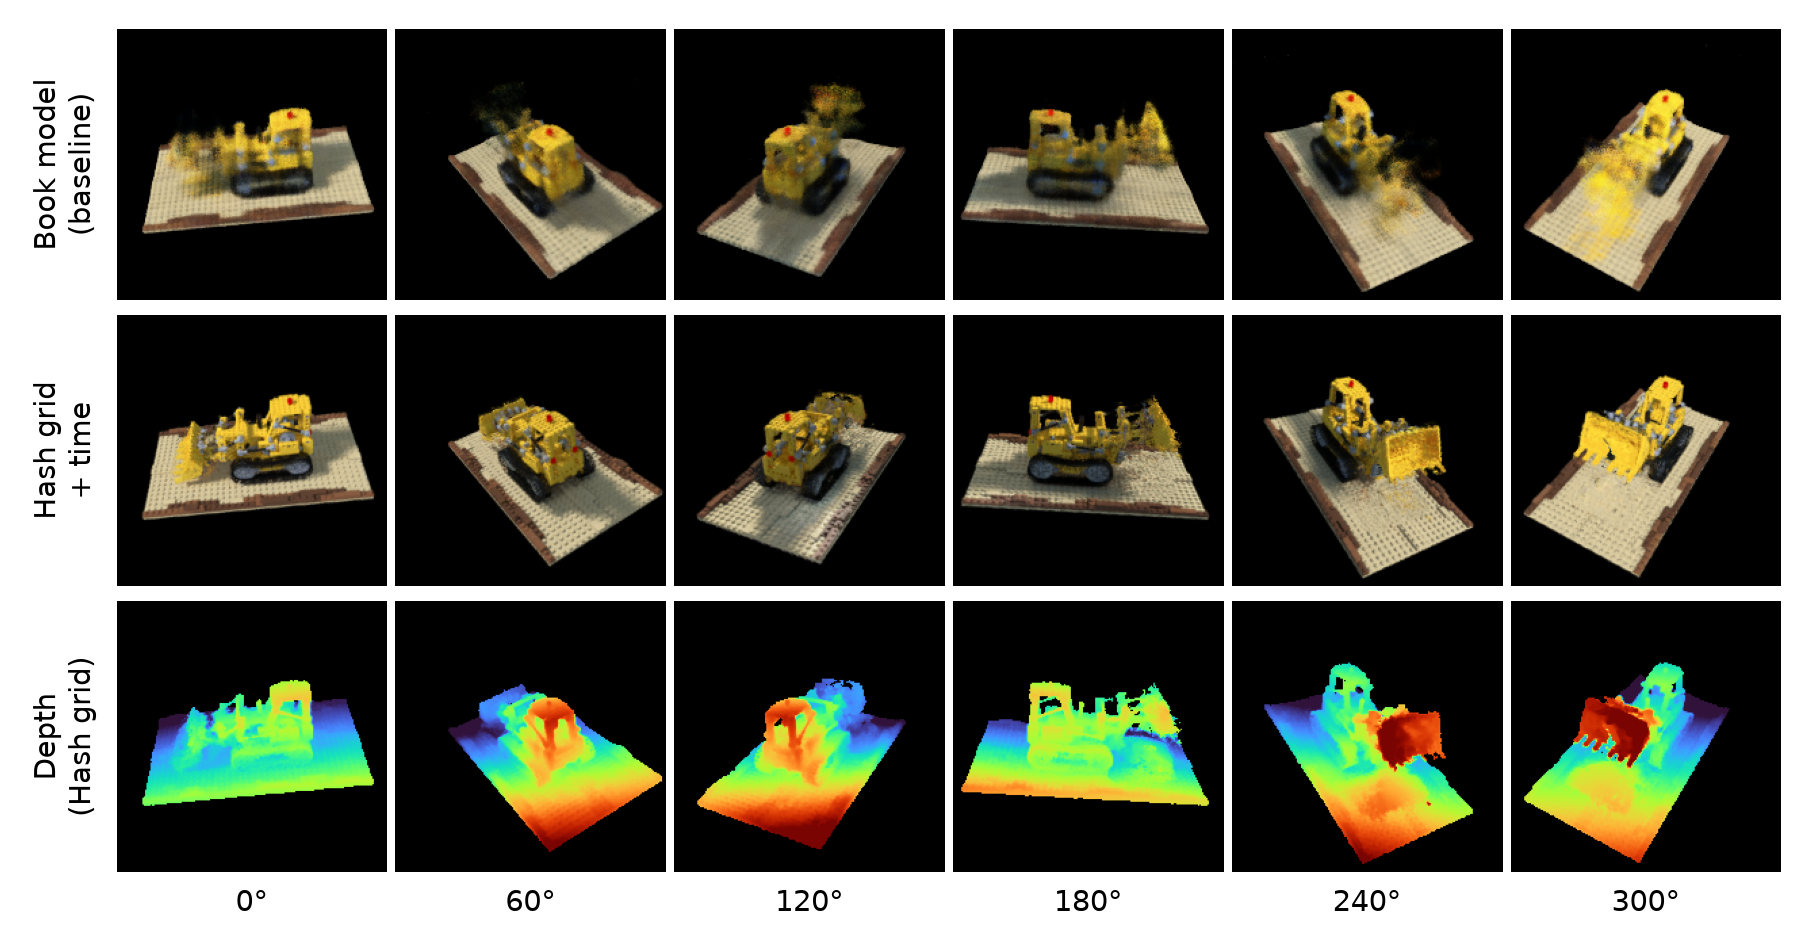 Book model
(baseline)
Hash grid
+ time
Depth
(Hash grid)
0°
60°
120°
180°
240°
300°